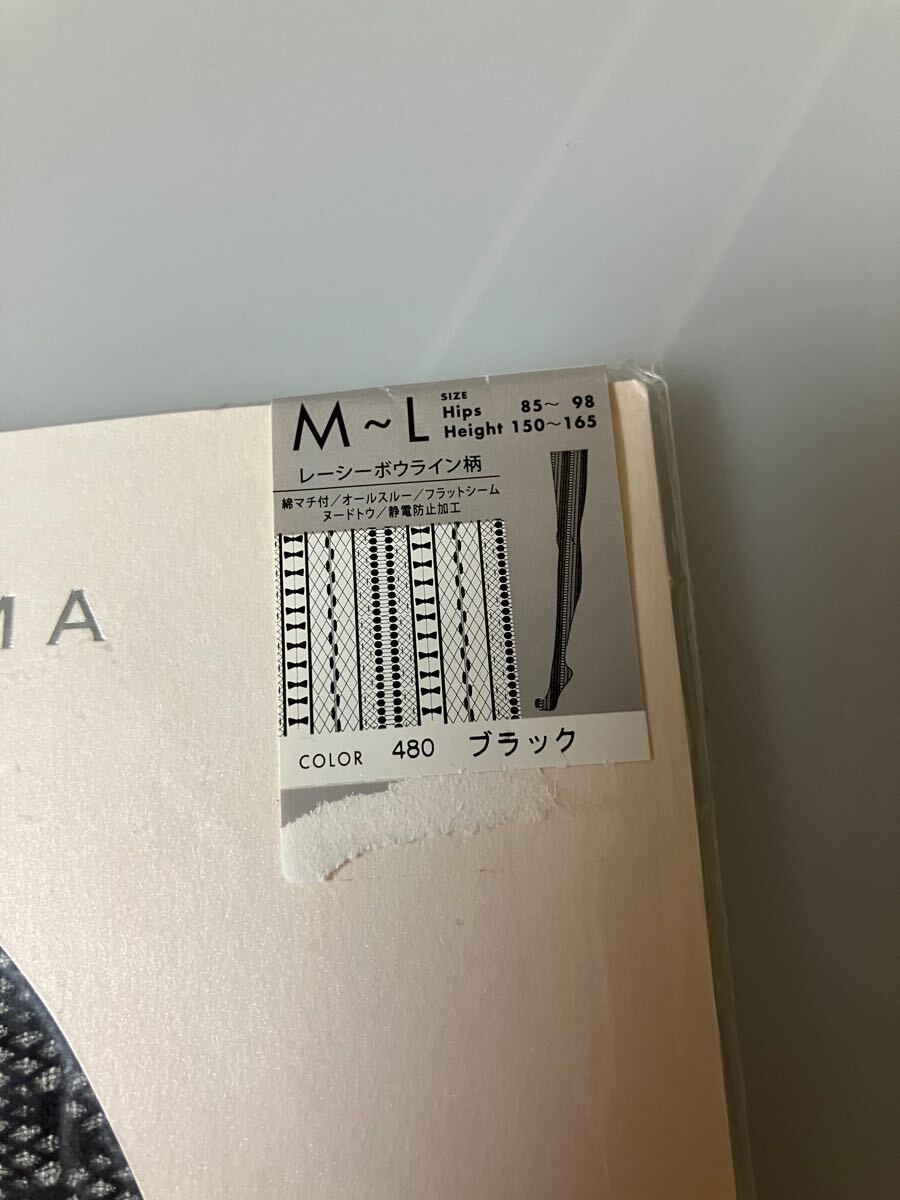 M~L
SIZE
Hips 85~98
Height 150~165
レーシーボウライン柄
綿マチ付/オールスルー/フラットシーム
ヌードトウ/静電防止加工
COLOR 480 ブラック
MA